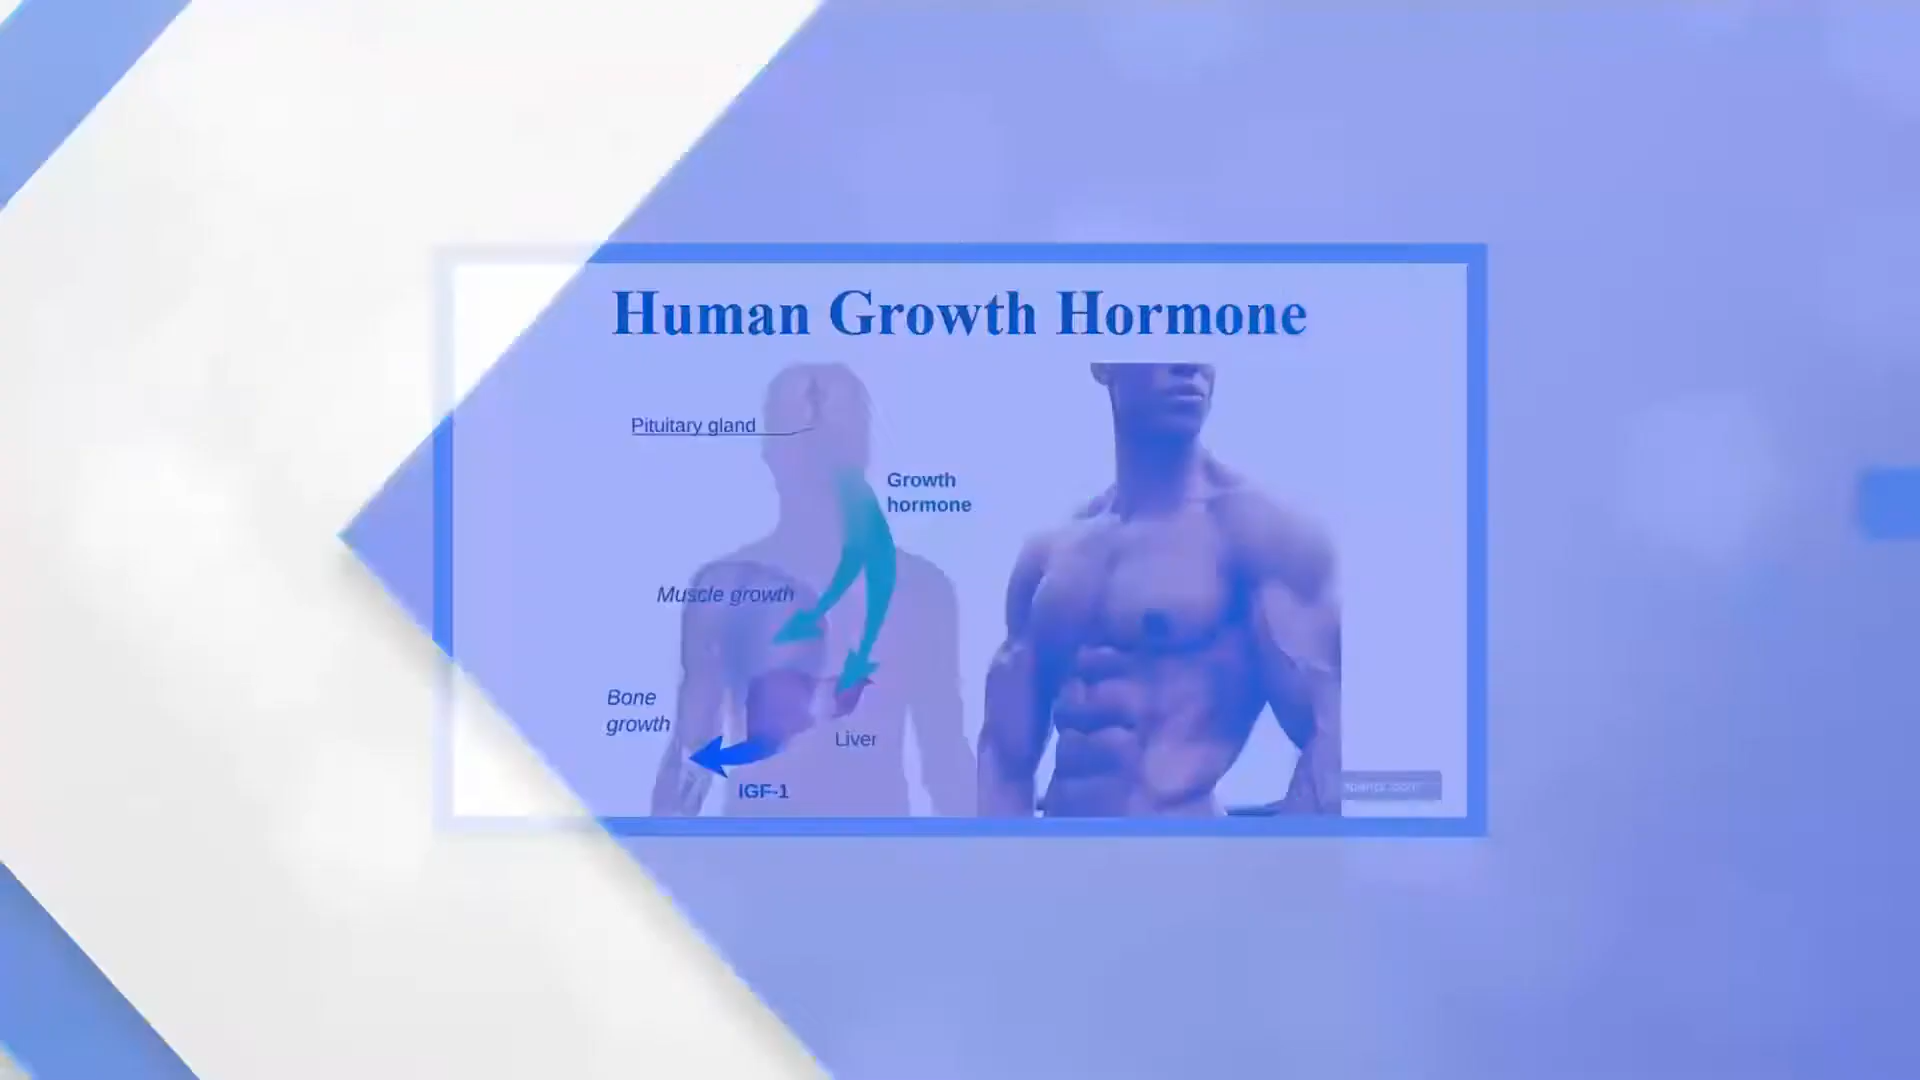 Human Growth Hormone
Pituitary gland
Growth
hormone
Muscle growth
Bone
growth
Liver
IGF-1